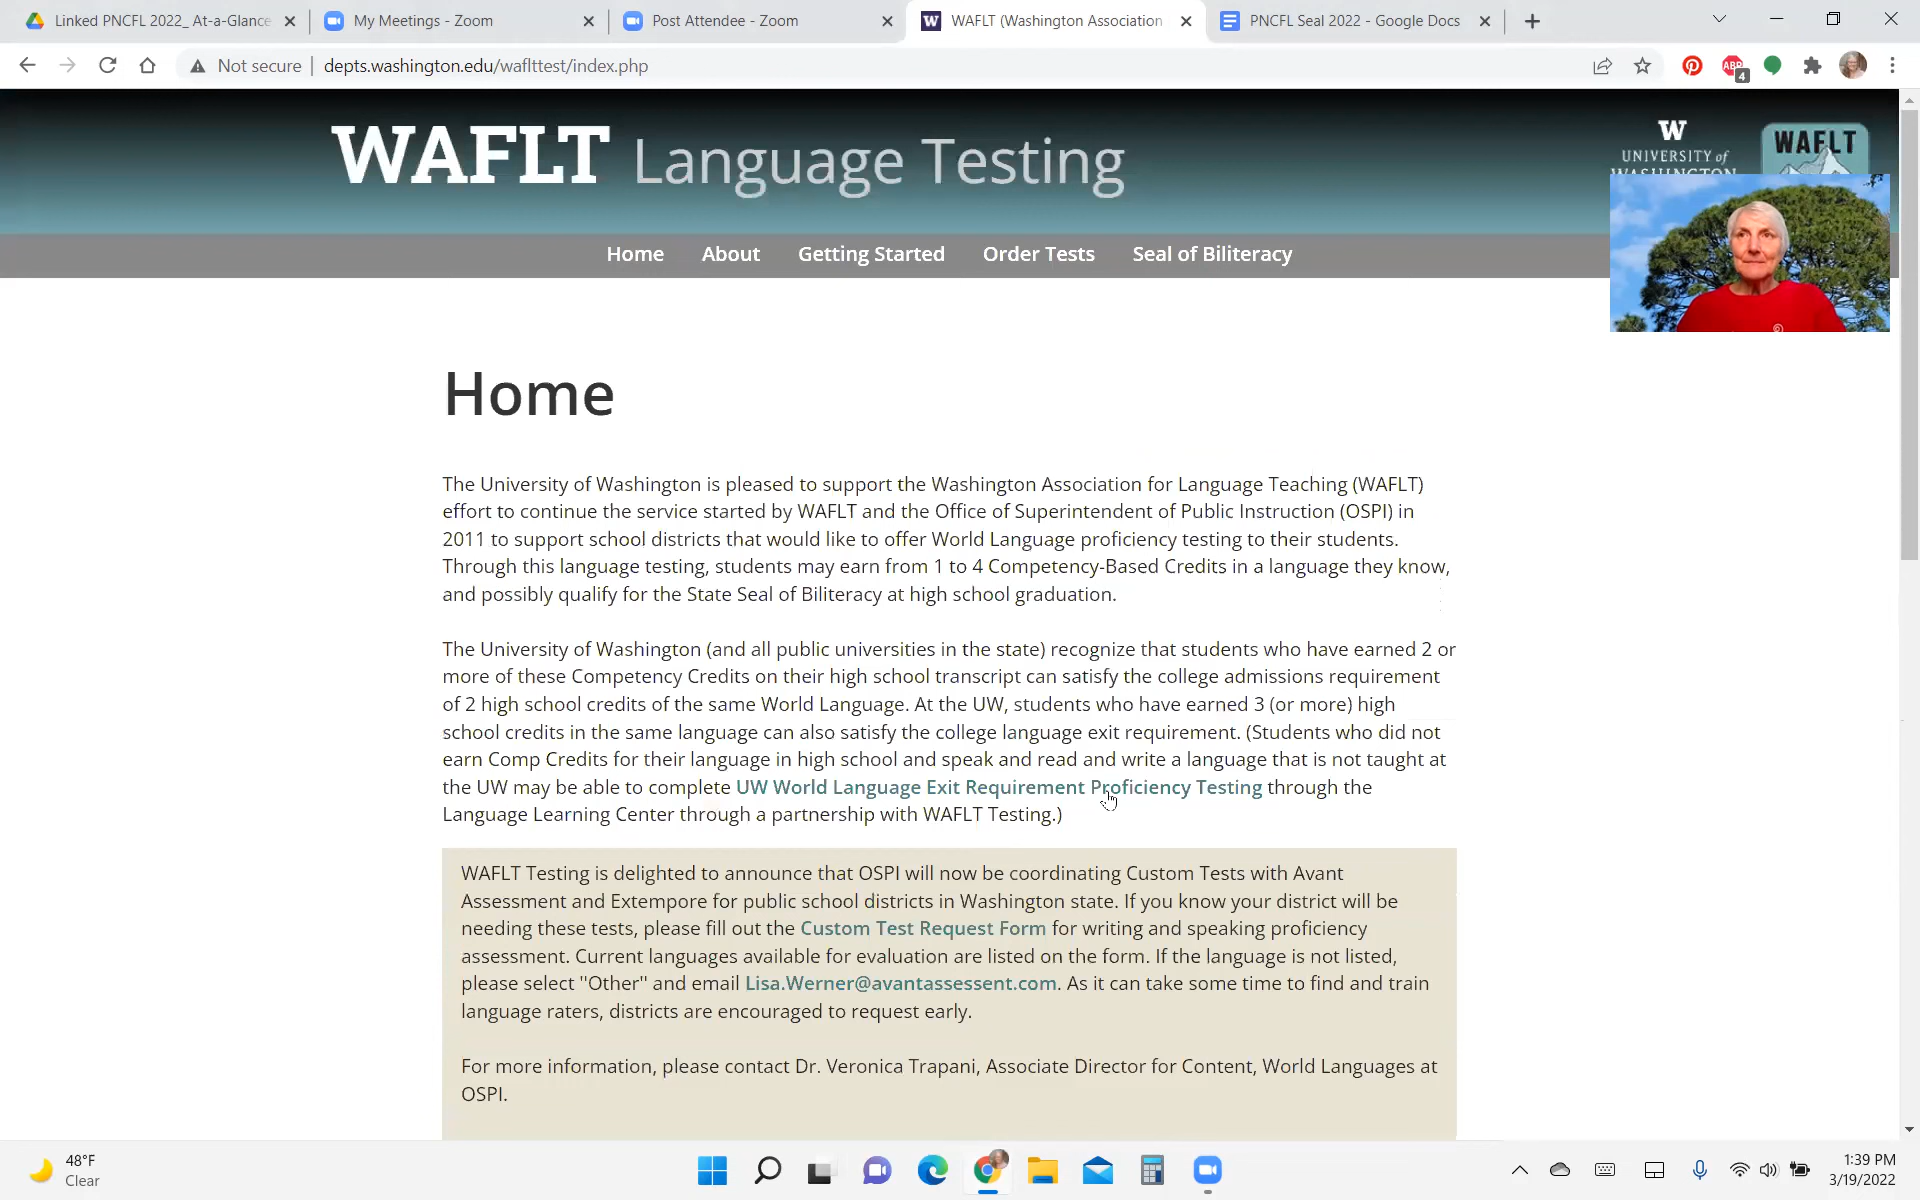 Linked PNCFL 2022_ At-a-Glance
My Meetings - Zoom
Post Attendee - Zoom
WAFLT (Washington Association
PNCFL Seal 2022 - Google Docs
Not secure
depts.washington.edu/waflttest/index.php
ABP
4
WAFLT Language Testing
W
UNIVERSITY of
WASHINGTON
WAFLT
Home
About
Getting Started
Order Tests
Seal of Biliteracy
Home
The University of Washington is pleased to support the Washington Association for Language Teaching (WAFLT)
effort to continue the service started by WAFLT and the Office of Superintendent of Public Instruction (OSPI) in
2011 to support school districts that would like to offer World Language proficiency testing to their students.
Through this language testing, students may earn from 1 to 4 Competency-Based Credits in a language they know,
and possibly qualify for the State Seal of Biliteracy at high school graduation.
The University of Washington (and all public universities in the state) recognize that students who have earned 2 or
more of these Competency Credits on their high school transcript can satisfy the college admissions requirement
of 2 high school credits of the same World Language. At the UW, students who have earned 3 (or more) high
school credits in the same language can also satisfy the college language exit requirement. (Students who did not
earn Comp Credits for their language in high school and speak and read and write a language that is not taught at
the UW may be able to complete UW World Language Exit Requirement Proficiency Testing through the
Language Learning Center through a partnership with WAFLT Testing.)
WAFLT Testing is delighted to announce that OSPI will now be coordinating Custom Tests with Avant
Assessment and Extempore for public school districts in Washington state. If you know your district will be
needing these tests, please fill out the Custom Test Request Form for writing and speaking proficiency
assessment. Current languages available for evaluation are listed on the form. If the language is not listed,
please select "Other" and email Lisa.Werner@avantassessent.com. As it can take some time to find and train
language raters, districts are encouraged to request early.
For more information, please contact Dr. Veronica Trapani, Associate Director for Content, World Languages at
OSPI.
48°F
Clear
1:39 PM
3/19/2022